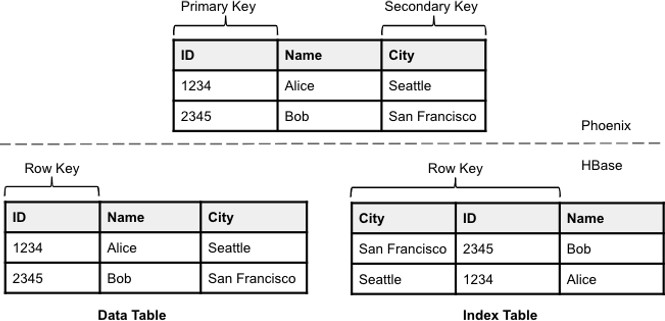 Primary Key Secondary Key
ID Name City
1234 Alice Seattle
2345 Bob San Francisco
Phoenix
HBase
Row Key
ID Name City
1234 Alice Seattle
2345 Bob San Francisco
Data Table
Row Key
City ID Name
San Francisco 2345 Bob
Seattle 1234 Alice
Index Table